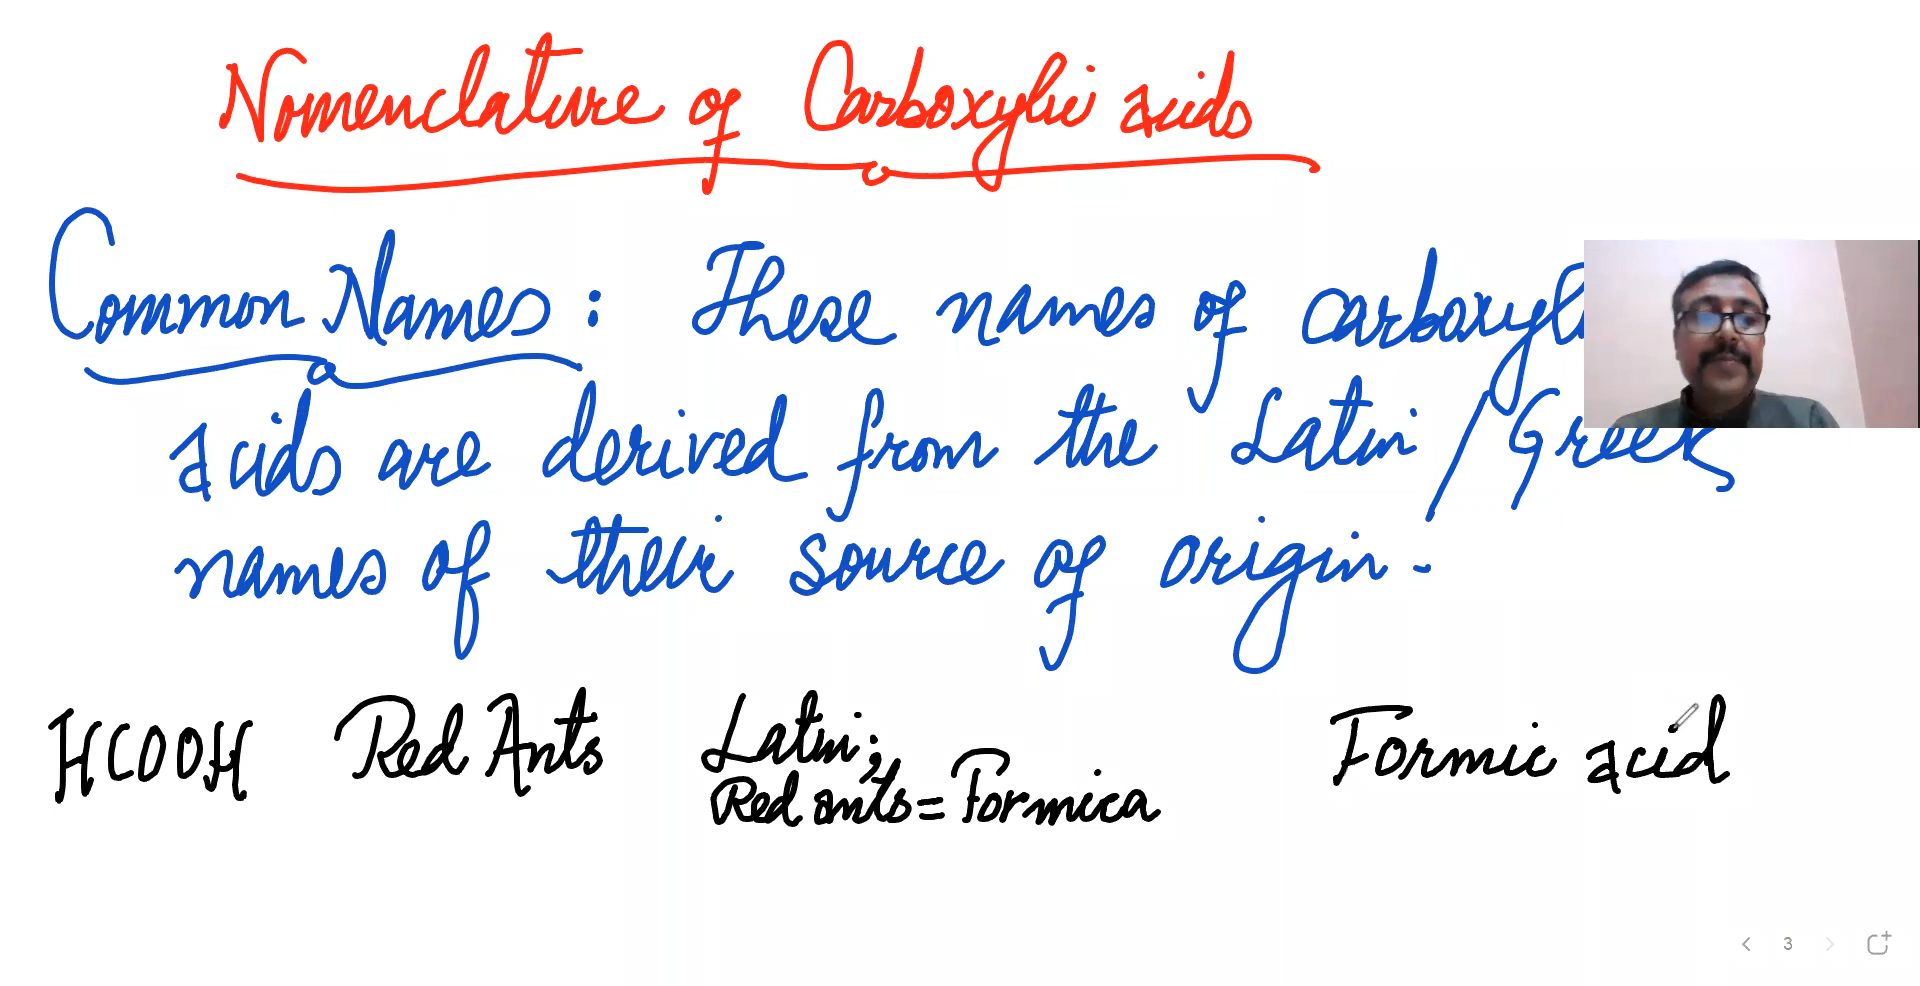 Nomenclature of Carboxylic acids
Common Names : These names of carboxyli
acids are derived from the Latin / Greek
names of their source of origin.
HCOOH Red Ants Latin; Formic acid
Red ants = Formica
3